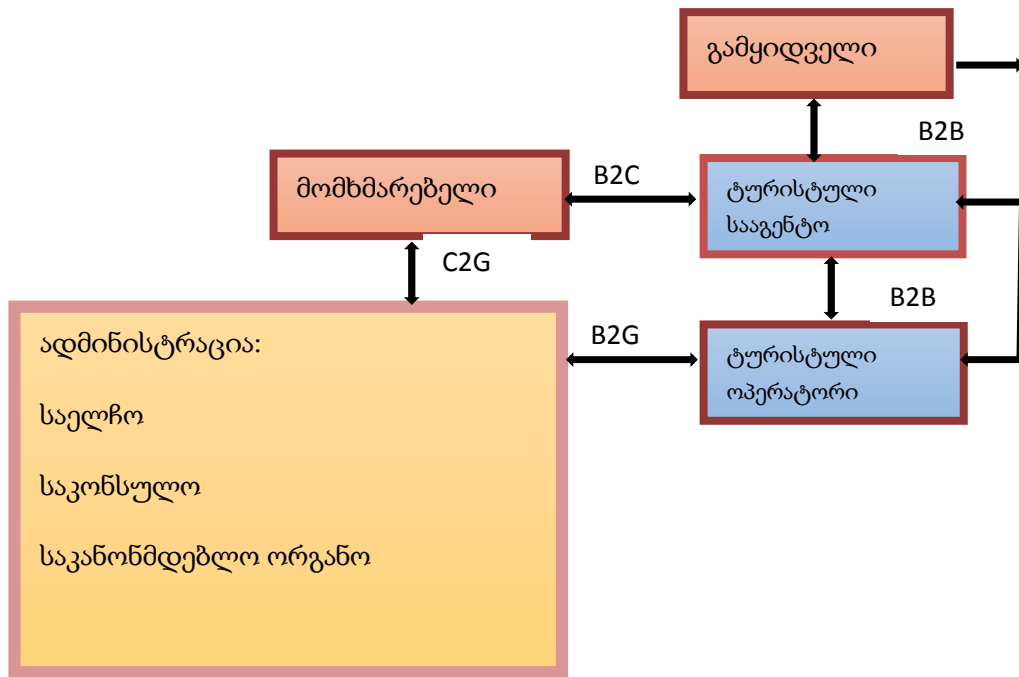 გამყიდველი
B2B
მომხმარებელი
B2C
ტურისტული
სააგენტო
C2G
B2B
ადმინისტრაცია:
B2G
ტურისტული
ოპერატორი
საელჩო
საკონსულო
საკანონმდებლო ორგანო